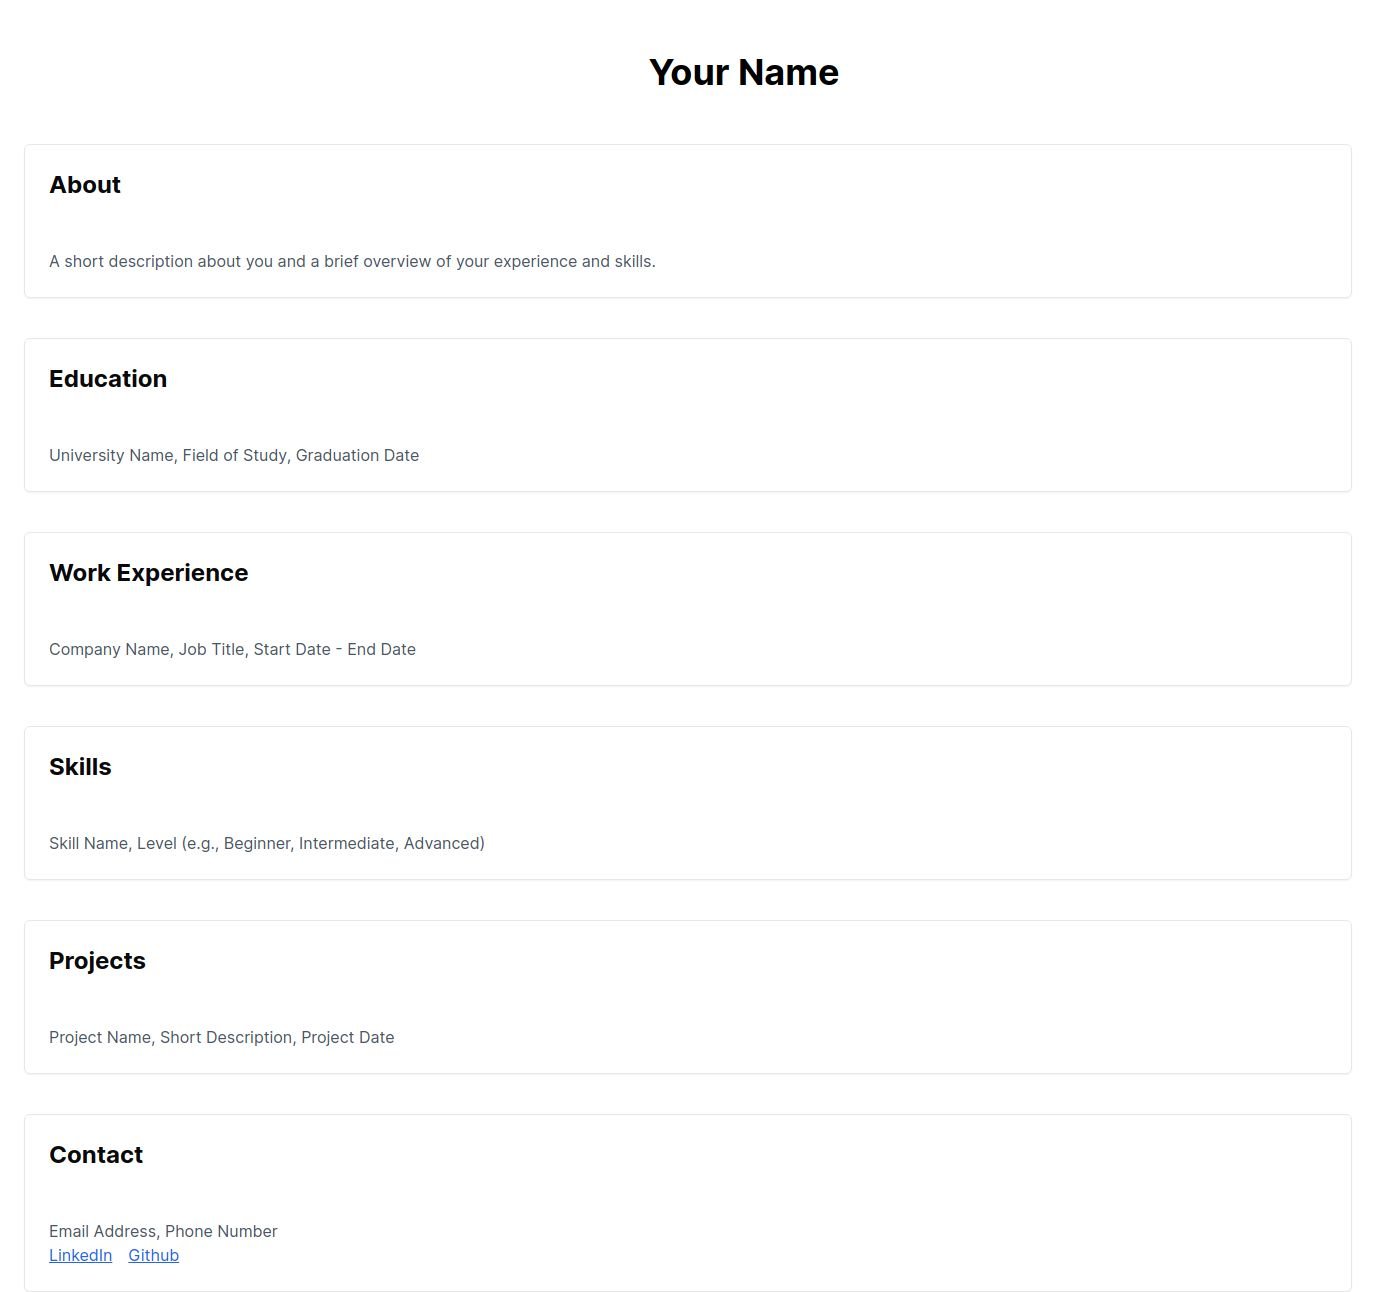 Your Name
About
A short description about you and a brief overview of your experience and skills.
Education
University Name, Field of Study, Graduation Date
Work Experience
Company Name, Job Title, Start Date - End Date
Skills
Skill Name, Level (e.g., Beginner, Intermediate, Advanced)
Projects
Project Name, Short Description, Project Date
Contact
Email Address, Phone Number
LinkedIn Github